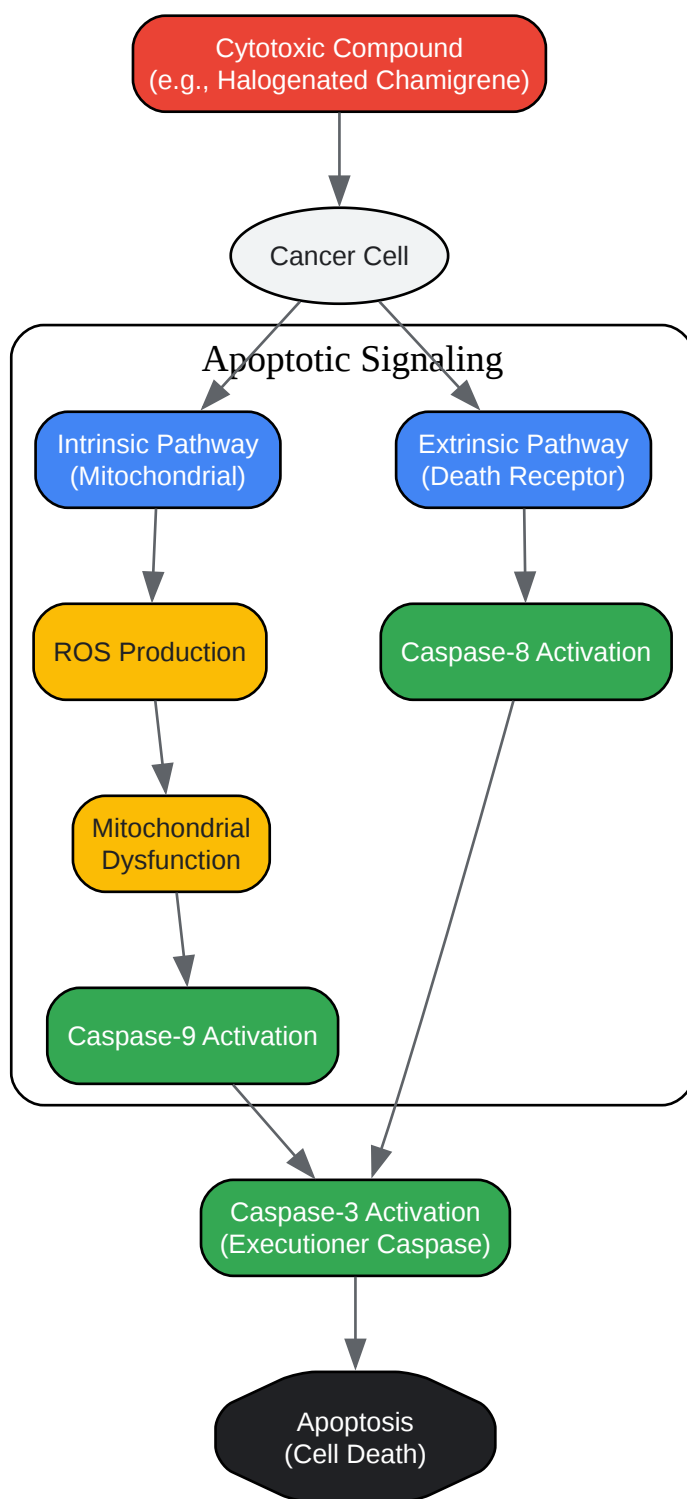 Cytotoxic Compound
(e.g., Halogenated Chamigrene)
Cancer Cell
Apoptotic Signaling
Intrinsic Pathway
(Mitochondrial)
Extrinsic Pathway
(Death Receptor)
ROS Production
Caspase-8 Activation
Mitochondrial
Dysfunction
Caspase-9 Activation
Caspase-3 Activation
(Executioner Caspase)
Apoptosis
(Cell Death)